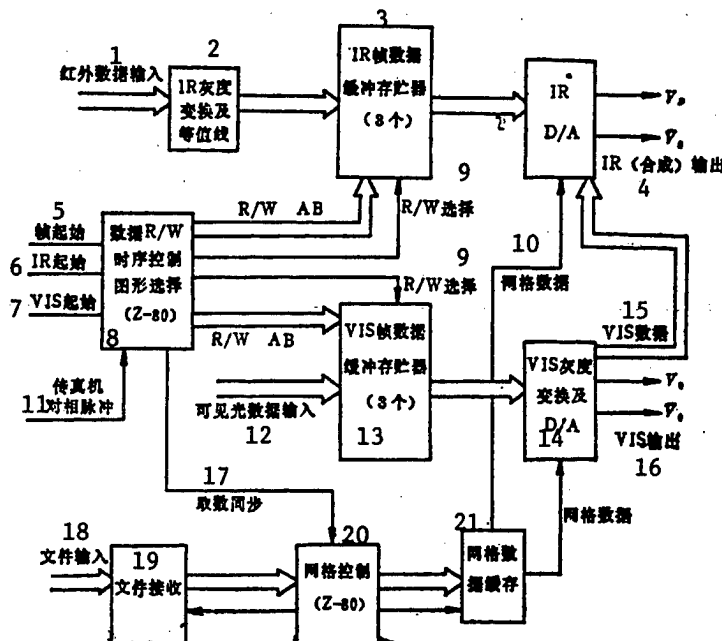 1
红外数据输入
2
IR灰度
变换及
等值线
3
IR帧数据
缓冲存贮器
(3个)
IR
D/A
IR(合成)输出
4
5
帧起始
6
IR起始
7
VIS起始
数据R/W
时序控制
图形选择
(Z-80)
8
R/W AB
9
R/W选择
9
R/W选择
R/W AB
10
网格数据
11
传真机
对相脉冲
可见光数据输入
12
VIS帧数据
缓冲存贮器
(3个)
13
15
VIS数据
VIS灰度
变换及
D/A
14
VIS输出
16
17
取数同步
网格数据
18
文件输入
19
文件接收
20
网格控制
(Z-80)
21
网格数
据缓存